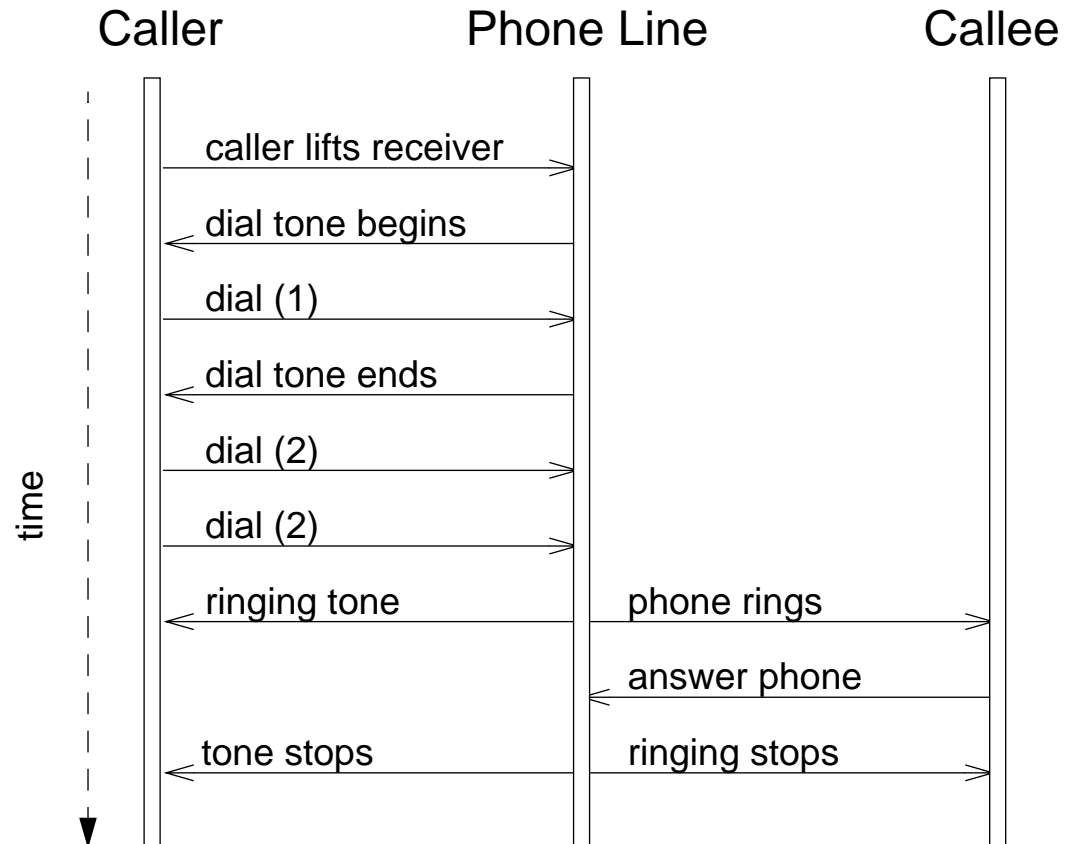 Caller
Phone Line
Callee
caller lifts receiver
dial tone begins
dial (1)
dial tone ends
dial (2)
time
dial (2)
ringing tone
phone rings
answer phone
tone stops
ringing stops